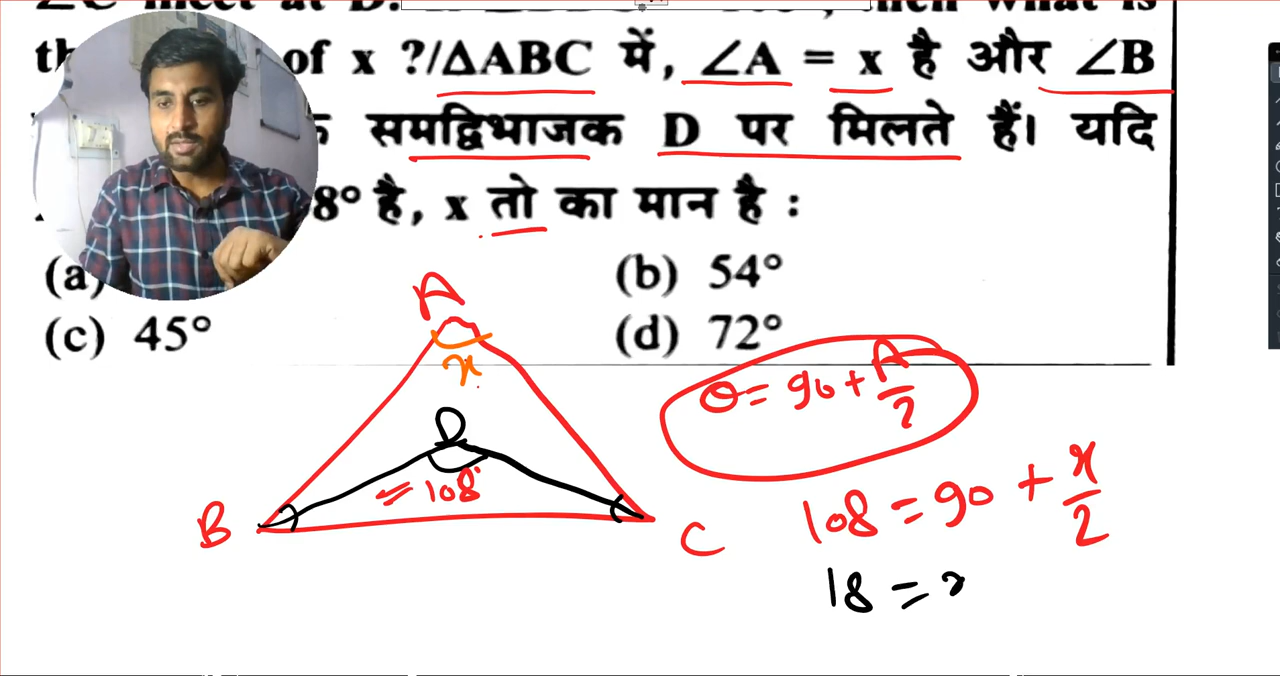 of x ?/ΔABC में, ∠A = x है और ∠B
समद्विभाजक D पर मिलते हैं। यदि
8° है, x तो का मान है :
(a)
(b) 54°
(c) 45°
(d) 72°
A
x
D
108°
B
C
θ = 90 + A/2
108 = 90 + x/2
18 = x